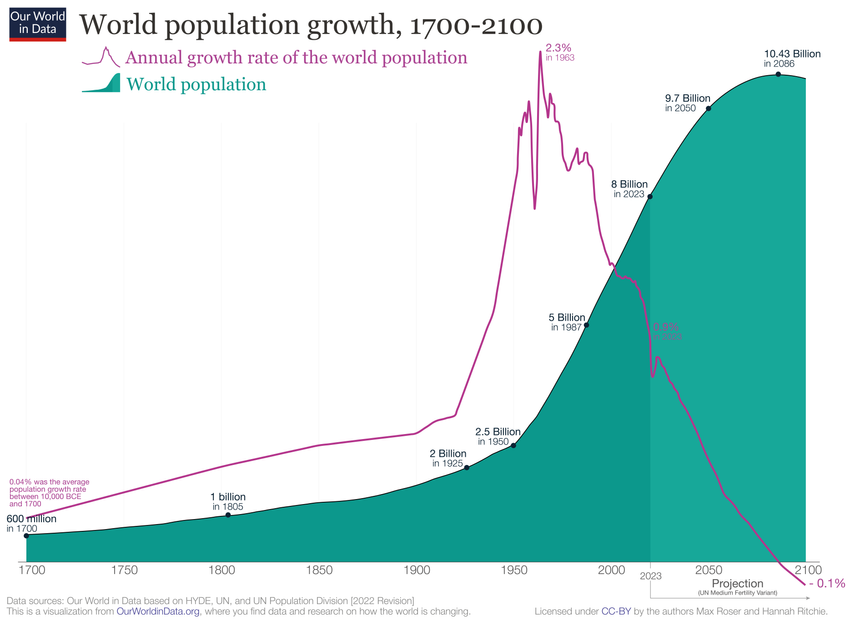 Our World
in Data
World population growth, 1700-2100
Annual growth rate of the world population
World population
2.3%
in 1963
10.43 Billion
in 2086
9.7 Billion
in 2050
8 Billion
in 2023
5 Billion
in 1987
0.9%
in 2023
2.5 Billion
in 1950
2 Billion
in 1925
0.04% was the average
population growth rate
between 10,000 BCE
and 1700
1 billion
in 1805
600 million
in 1700
- 0.1%
1700 1750 1800 1850 1900 1950 2000 2050 2100
2023
Projection
(UN Medium Fertility Variant)
Data sources: Our World in Data based on HYDE, UN, and UN Population Division [2022 Revision]
This is a visualization from OurWorldinData.org, where you find data and research on how the world is changing.
Licensed under CC-BY by the authors Max Roser and Hannah Ritchie.